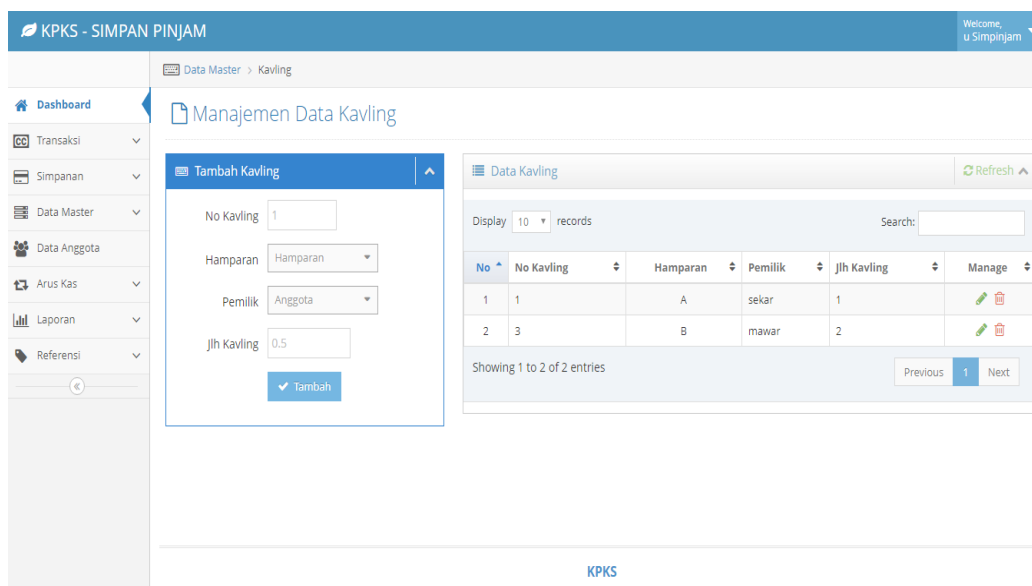 KPKS - SIMPAN PINJAM
Welcome,
u Simpinjam
Data Master > Kavling
Dashboard
Transaksi
Simpanan
Data Master
Data Anggota
Arus Kas
Laporan
Referensi
Manajemen Data Kavling
Tambah Kavling
No Kavling 1
Hamparan Hamparan
Pemilik Anggota
Jlh Kavling 0.5
Tambah
Data Kavling Refresh
Display 10 records Search:
No No Kavling Hamparan Pemilik Jlh Kavling Manage
1 1 A sekar 1
2 3 B mawar 2
Showing 1 to 2 of 2 entries
Previous 1 Next
KPKS